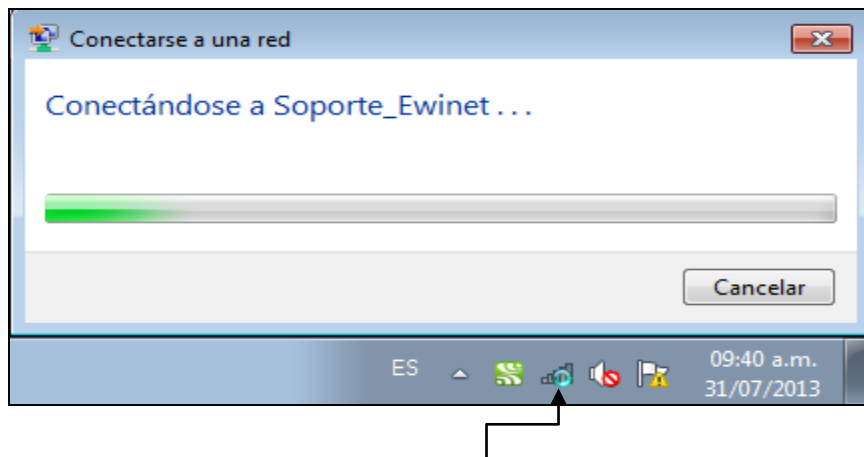 Conectarse a una red
Conectándose a Soporte_Ewinet . . .
Cancelar
ES
09:40 a.m.
31/07/2013